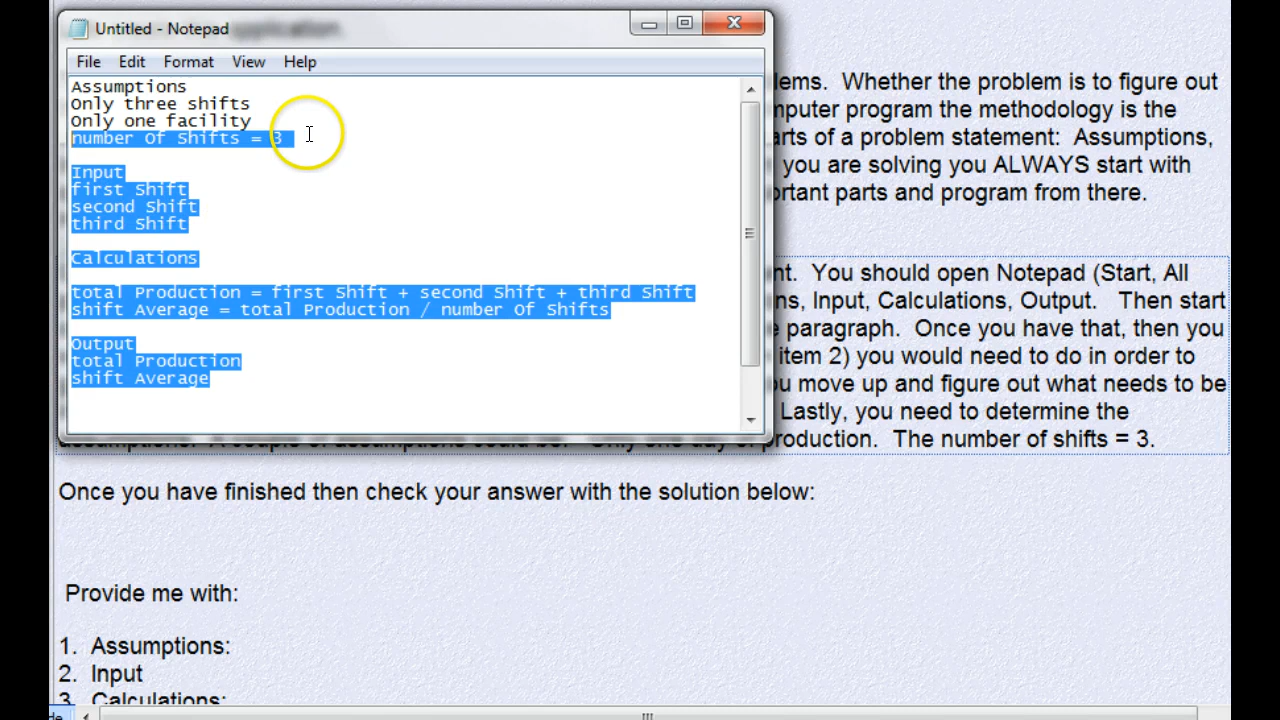 Untitled - Notepad
File Edit Format View Help
Assumptions
Only three shifts
Only one facility
number Of Shifts = 3
Input
first Shift
second Shift
third Shift
Calculations
total Production = first Shift + second Shift + third Shift
shift Average = total Production / number Of Shifts
Output
total Production
shift Average
lems. Whether the problem is to figure out
mputer program the methodology is the
arts of a problem statement: Assumptions,
you are solving you ALWAYS start with
portant parts and program from there.
nt. You should open Notepad (Start, All
ns, Input, Calculations, Output. Then start
e paragraph. Once you have that, then you
item 2) you would need to do in order to
u move up and figure out what needs to be
Lastly, you need to determine the
production. The number of shifts = 3.
Once you have finished then check your answer with the solution below:
Provide me with:
1. Assumptions:
2. Input
3. Calculations: